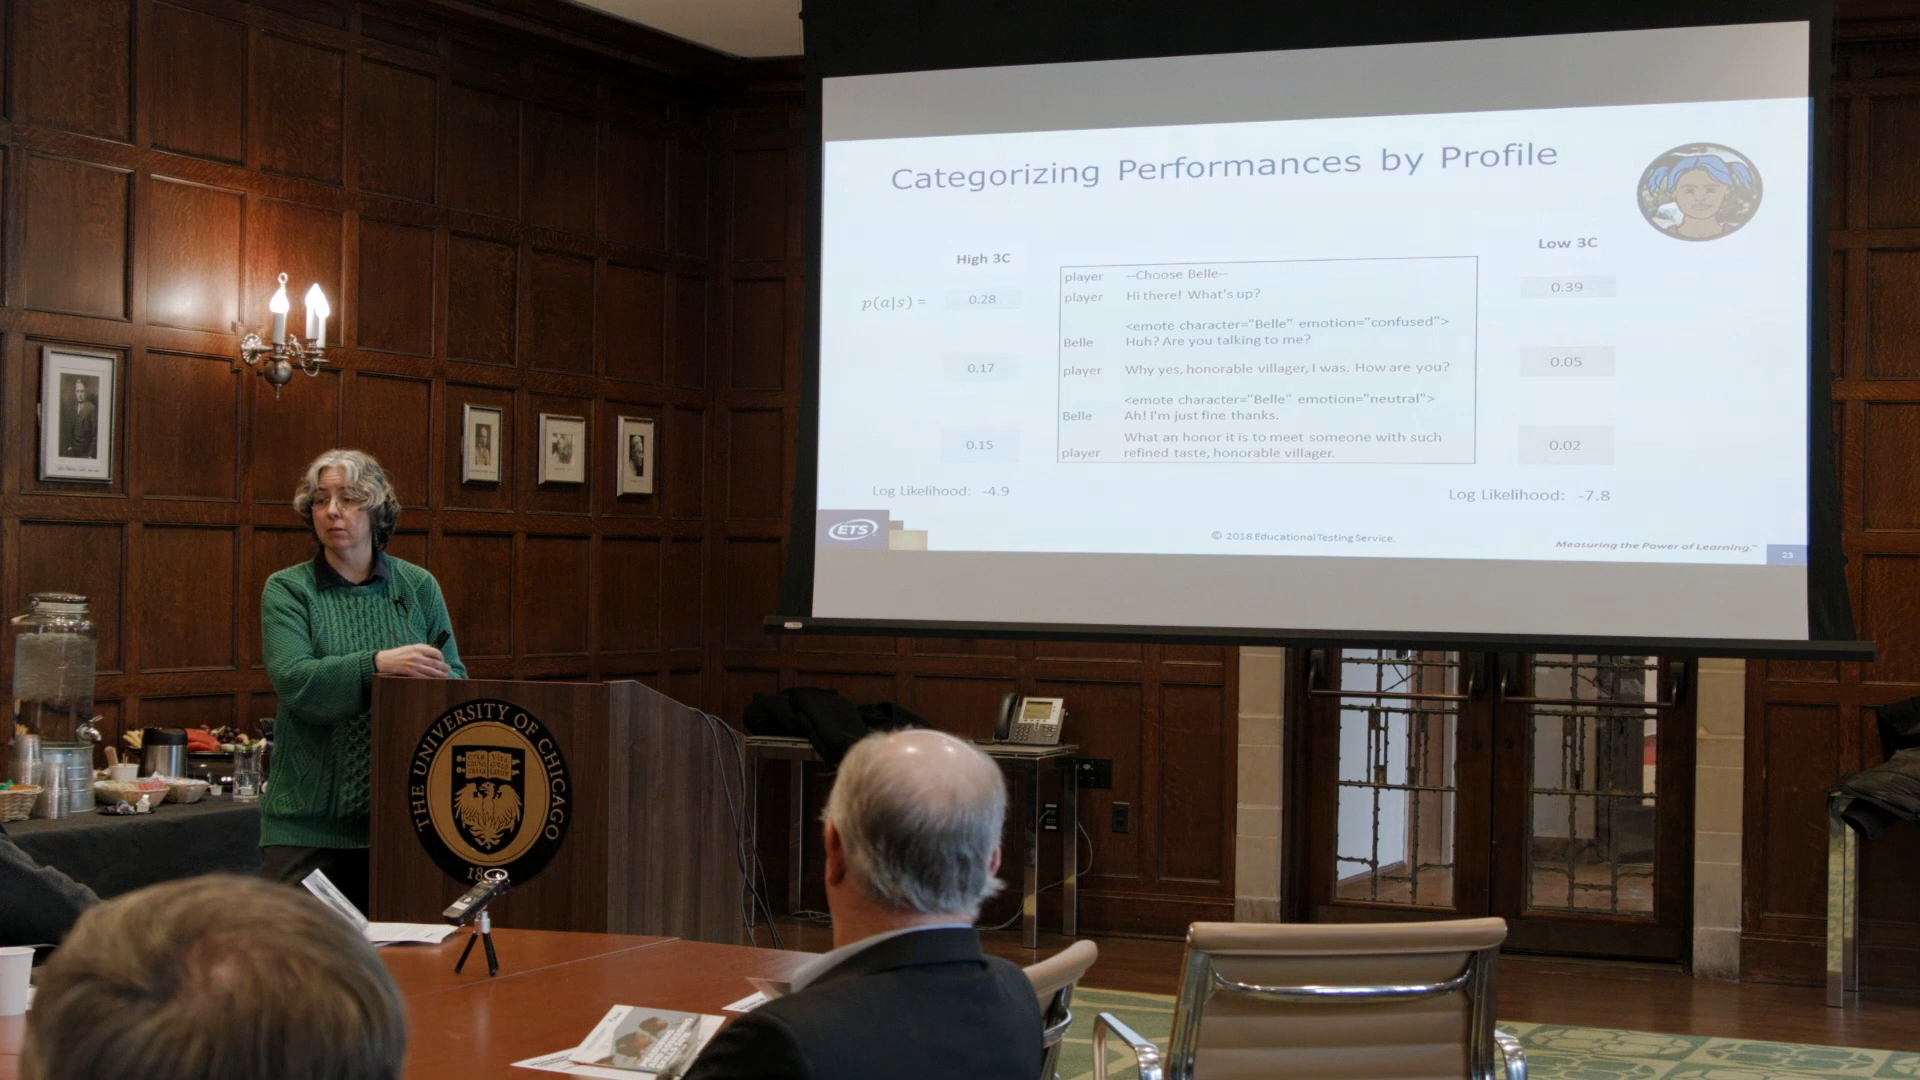 Categorizing Performances by Profile
High 3C
Low 3C
p(a|s) =
0.28
0.17
0.15
player --Choose Belle--
player Hi there! What's up?
<emote character="Belle" emotion="confused">
Belle Huh? Are you talking to me?
player Why yes, honorable villager, I was. How are you?
<emote character="Belle" emotion="neutral">
Belle Ah! I'm just fine thanks.
What an honor it is to meet someone with such
player refined taste, honorable villager.
0.39
0.05
0.02
Log Likelihood: -4.9
Log Likelihood: -7.8
ETS
© 2018 Educational Testing Service.
Measuring the Power of Learning.™
23
THE UNIVERSITY OF CHICAGO